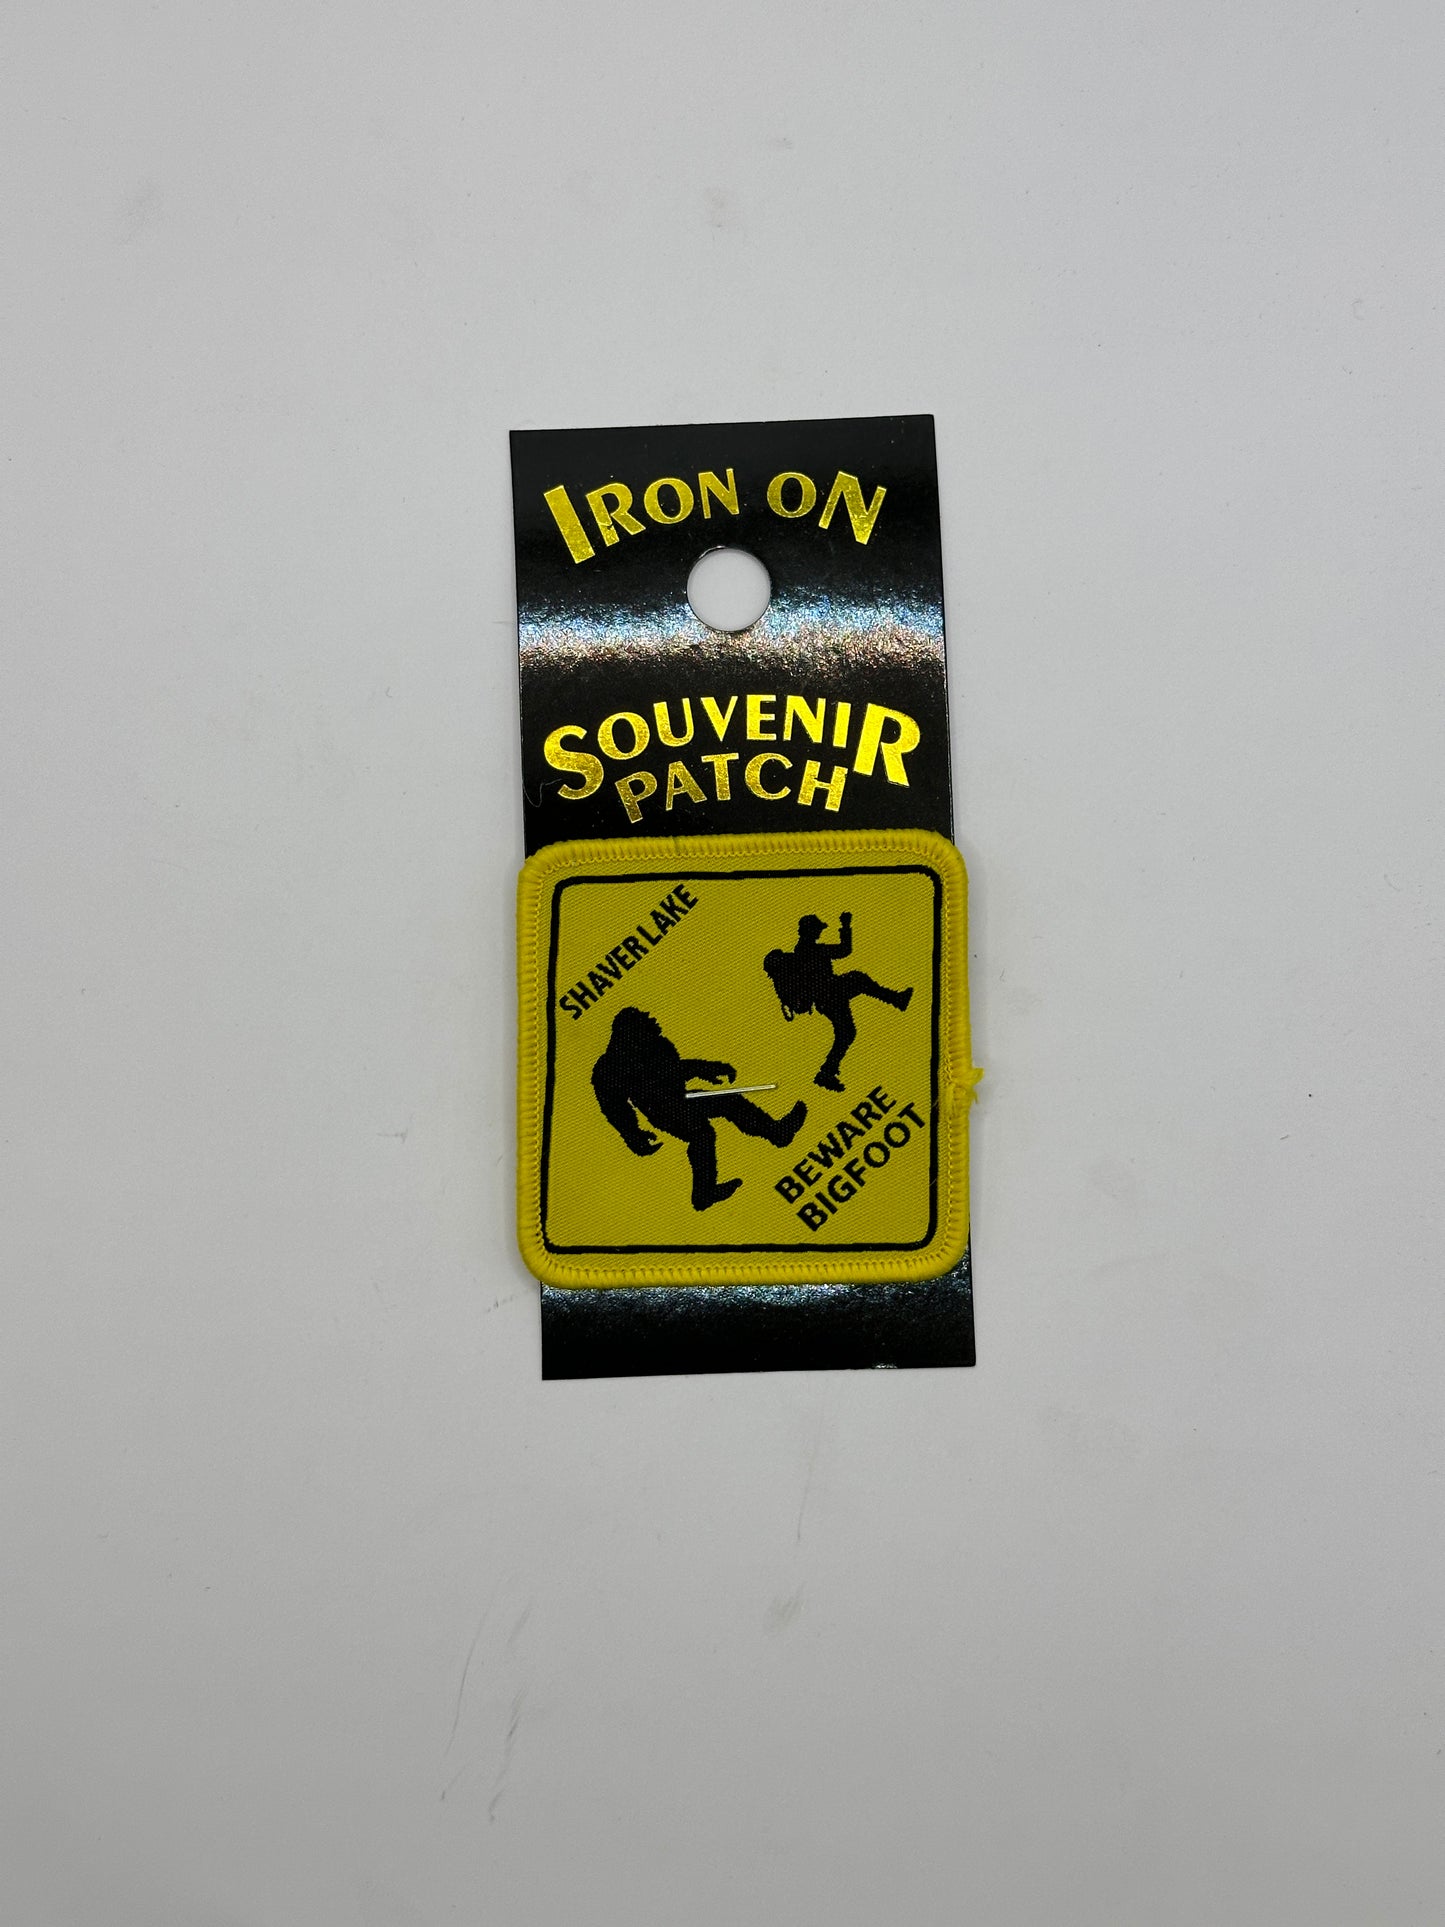 IRON ON
SOUVENIR
PATCH
SHAVER LAKE
BEWARE
BIGFOOT